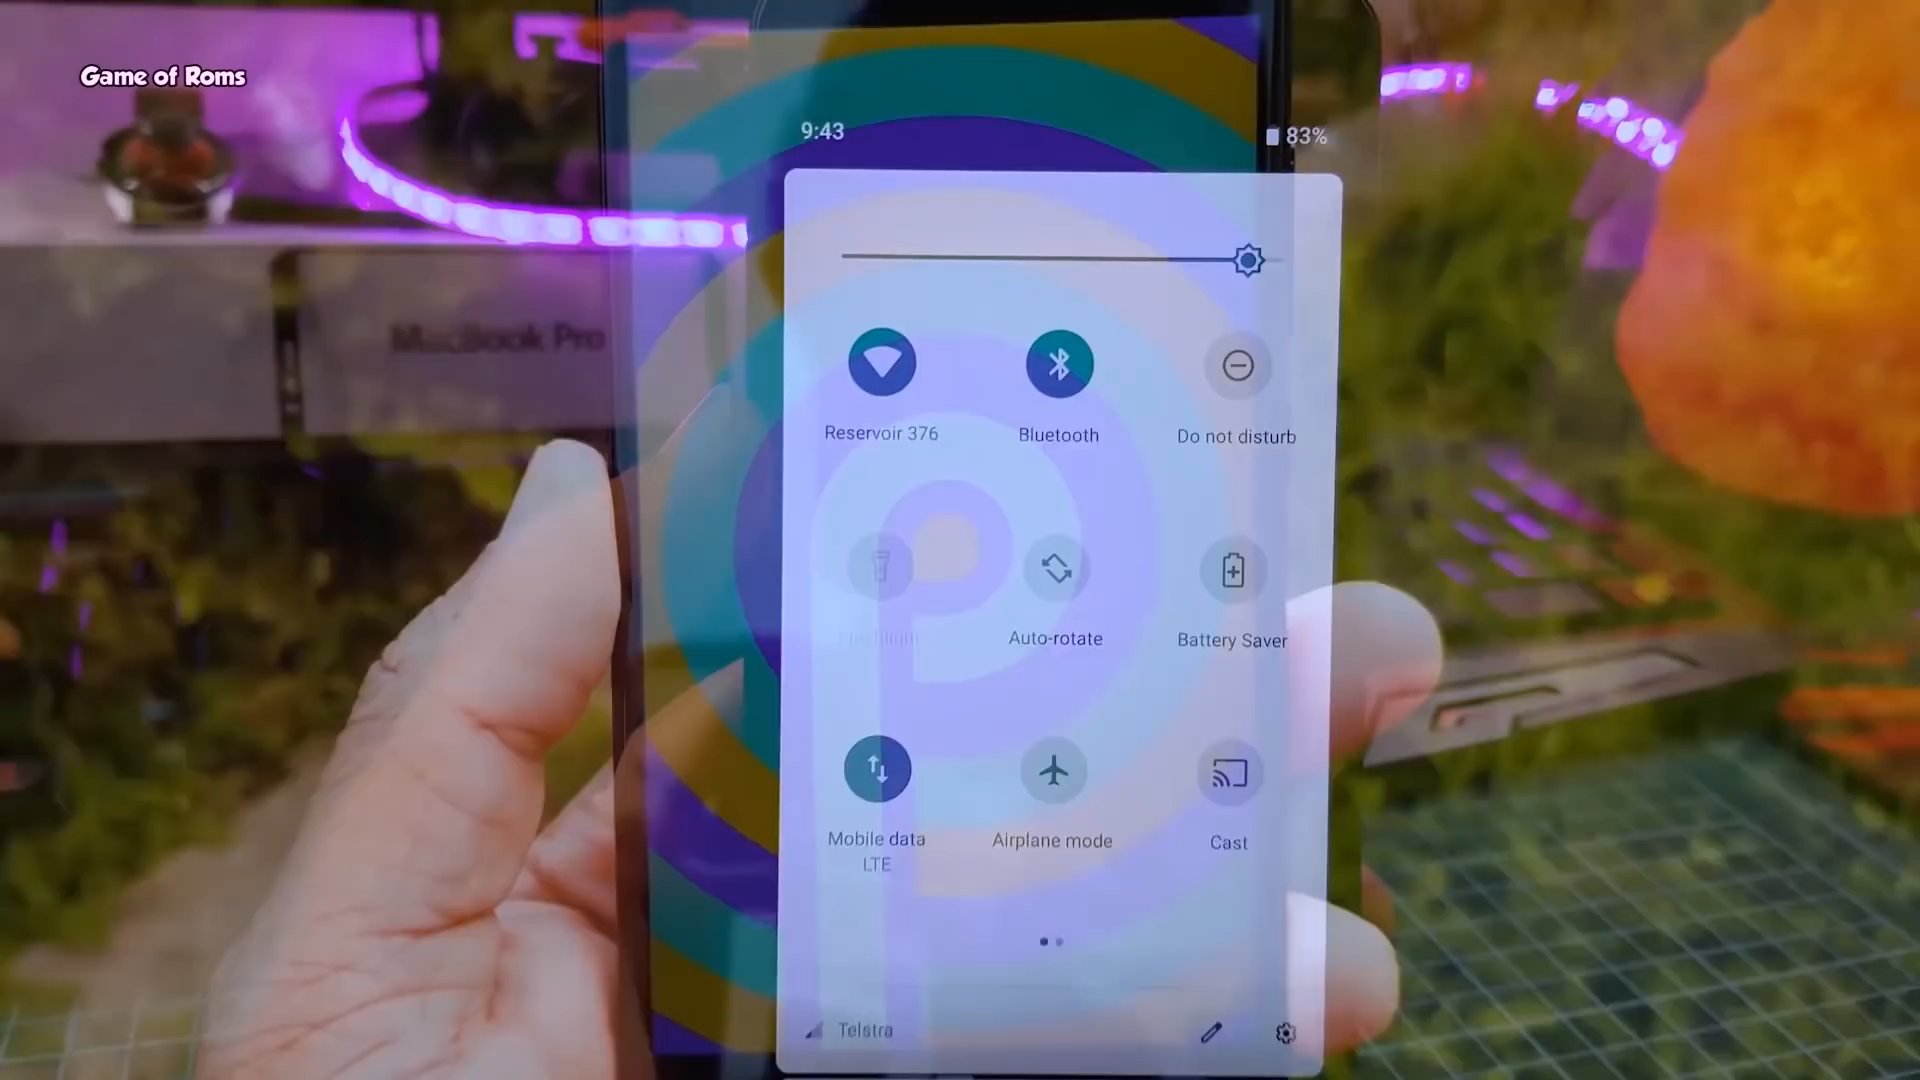 Game of Roms
9:43
83%
MacBook Pro
Reservoir 376
Bluetooth
Do not disturb
Auto-rotate
Battery Saver
Mobile data
LTE
Airplane mode
Cast
Telstra